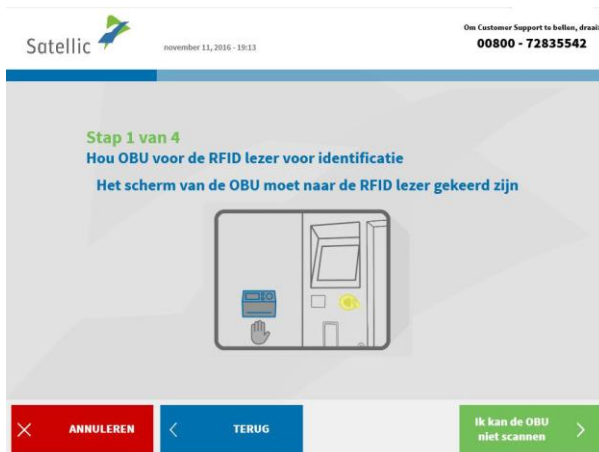 Satellic
november 11, 2016 - 19:13
Om Customer Support te bellen, draai
00800 - 72835542
Stap 1 van 4
Hou OBU voor de RFID lezer voor identificatie
Het scherm van de OBU moet naar de RFID lezer gekeerd zijn
ANNULEREN
TERUG
Ik kan de OBU
niet scannen